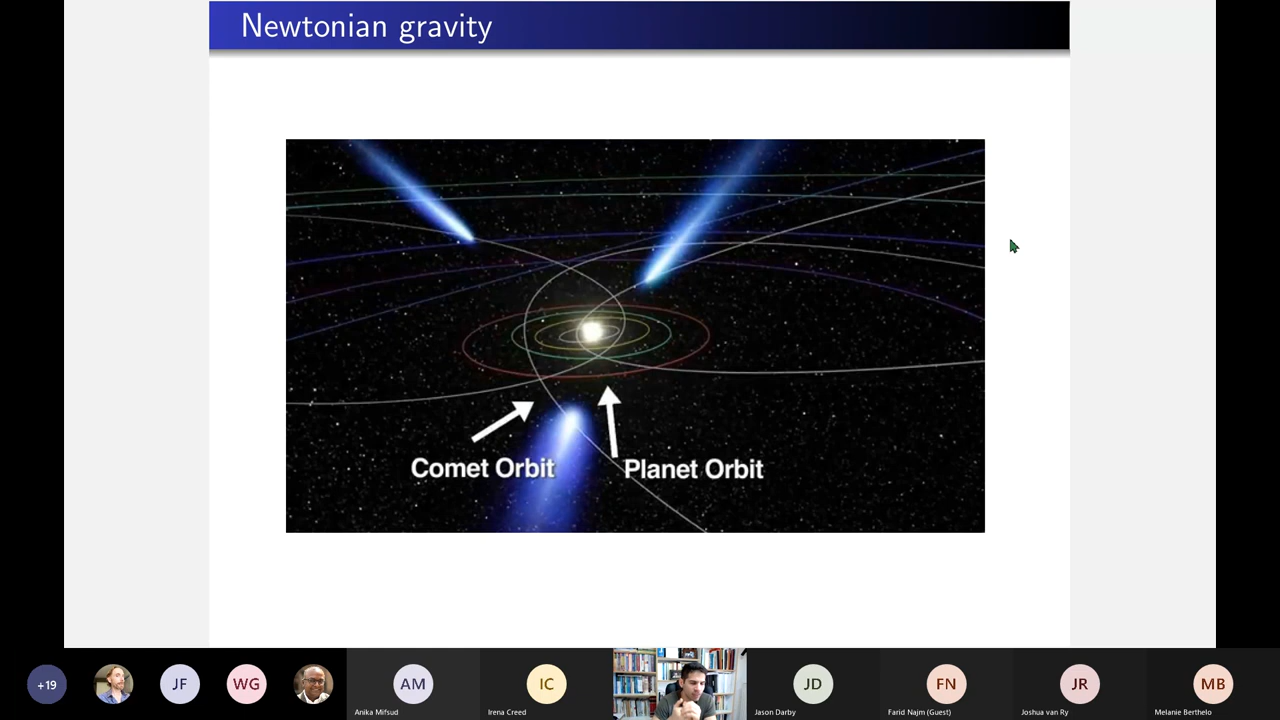 Newtonian gravity
Comet Orbit
Planet Orbit
+19
JF
WG
AM
Anika Mifsud
IC
Irena Creed
JD
Jason Darby
FN
Farid Najm (Guest)
JR
Joshua van Ry
MB
Melanie Berthelo